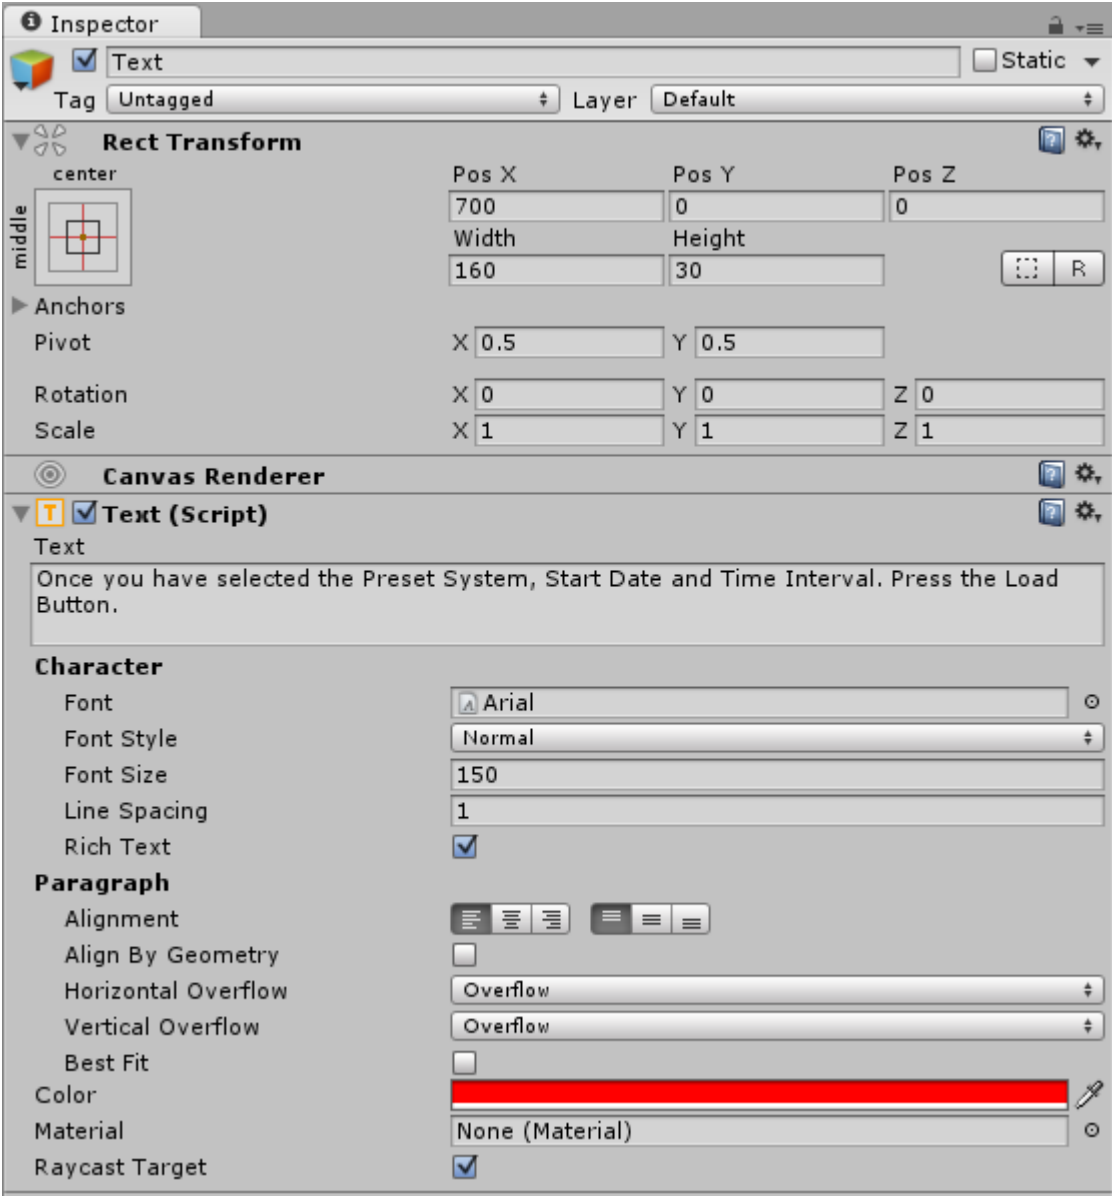 Inspector
Text Static
Tag Untagged Layer Default
Rect Transform
center Pos X Pos Y Pos Z
middle 700 0 0
Width Height
160 30 R
Anchors
Pivot X 0.5 Y 0.5
Rotation X 0 Y 0 Z 0
Scale X 1 Y 1 Z 1
Canvas Renderer
T Text (Script)
Text
Once you have selected the Preset System, Start Date and Time Interval. Press the Load
Button.
Character
Font Arial
Font Style Normal
Font Size 150
Line Spacing 1
Rich Text
Paragraph
Alignment
Align By Geometry
Horizontal Overflow Overflow
Vertical Overflow Overflow
Best Fit
Color
Material None (Material)
Raycast Target